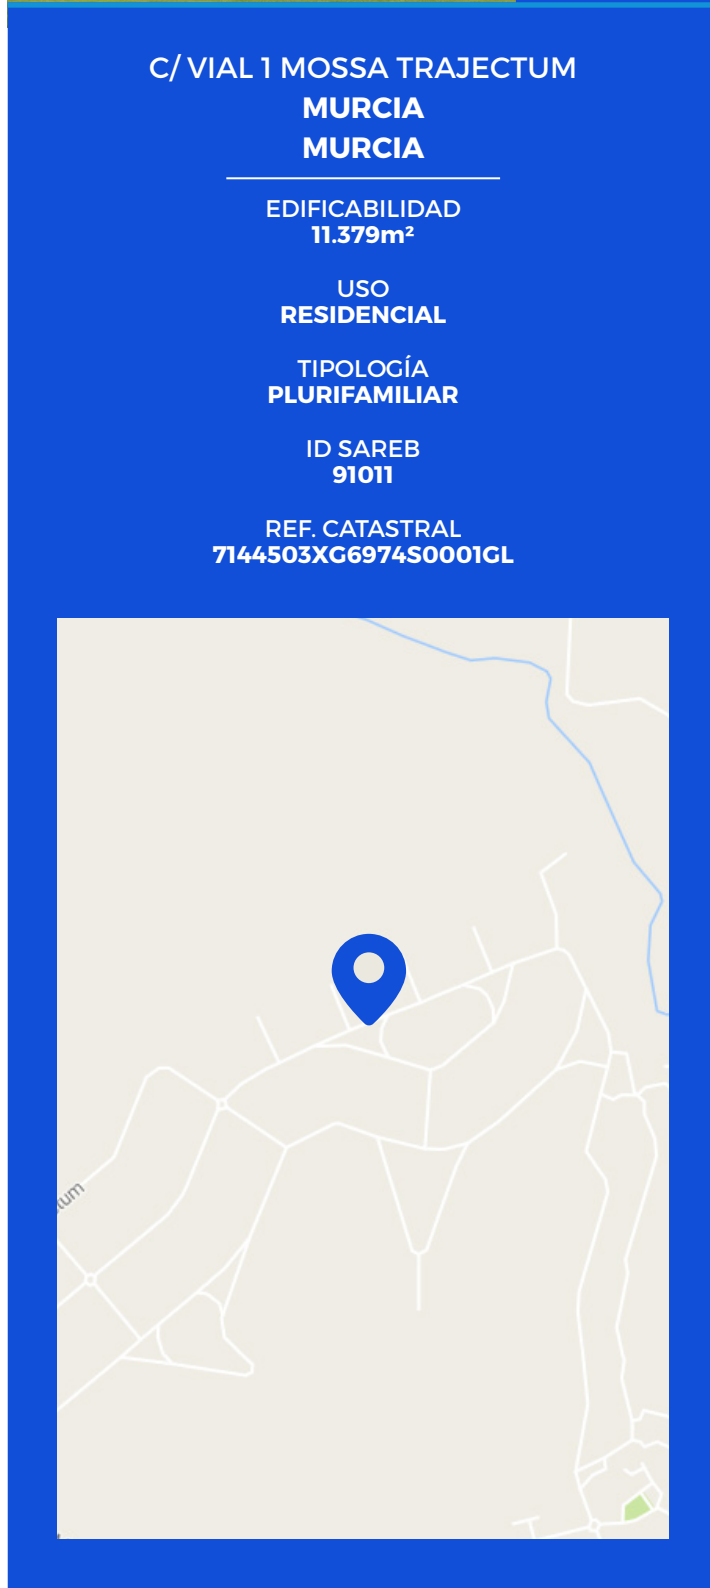 C/ VIAL 1 MOSSA TRAJECTUM
MURCIA
MURCIA
EDIFICABILIDAD
11.379m²
USO
RESIDENCIAL
TIPOLOGÍA
PLURIFAMILIAR
ID SAREB
91011
REF. CATASTRAL
7144503XG6974S0001GL
tum